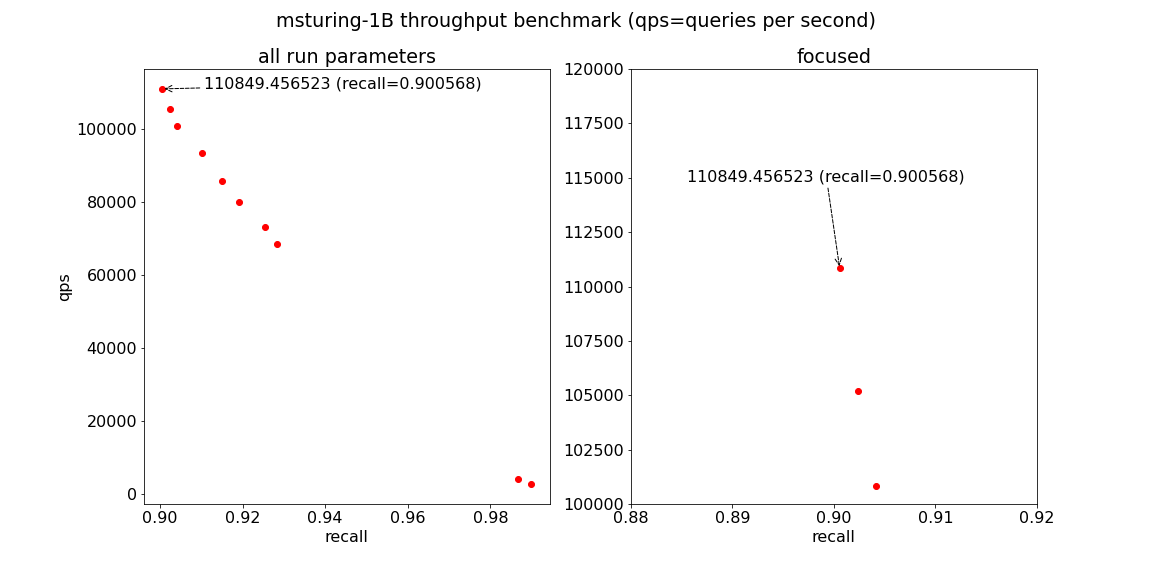 msturing-1B throughput benchmark (qps=queries per second)
all run parameters
110849.456523 (recall=0.900568)
100000
80000
60000
40000
20000
0
qps
0.90 0.92 0.94 0.96 0.98
recall
focused
120000
117500
115000
112500
110000
107500
105000
102500
100000
110849.456523 (recall=0.900568)
0.88 0.89 0.90 0.91 0.92
recall